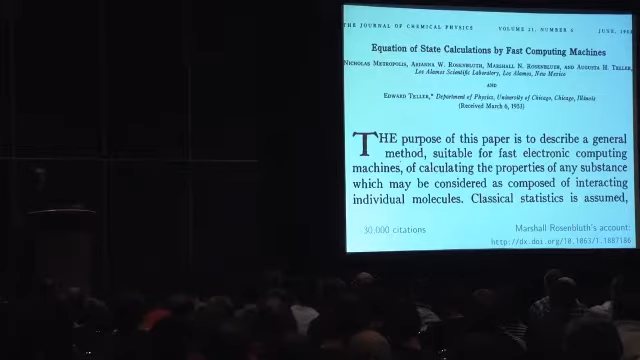 THE JOURNAL OF CHEMICAL PHYSICS VOLUME 21, NUMBER 6 JUNE, 1953
Equation of State Calculations by Fast Computing Machines
NICHOLAS METROPOLIS, ARIANNA W. ROSENBLUTH, MARSHALL N. ROSENBLUTH, AND AUGUSTA H. TELLER,
Los Alamos Scientific Laboratory, Los Alamos, New Mexico
AND
EDWARD TELLER,* Department of Physics, University of Chicago, Chicago, Illinois
(Received March 6, 1953)
THE purpose of this paper is to describe a general
method, suitable for fast electronic computing
machines, of calculating the properties of any substance
which may be considered as composed of interacting
individual molecules. Classical statistics is assumed,
30,000 citations
Marshall Rosenbluth's account:
http://dx.doi.org/10.1063/1.1887186